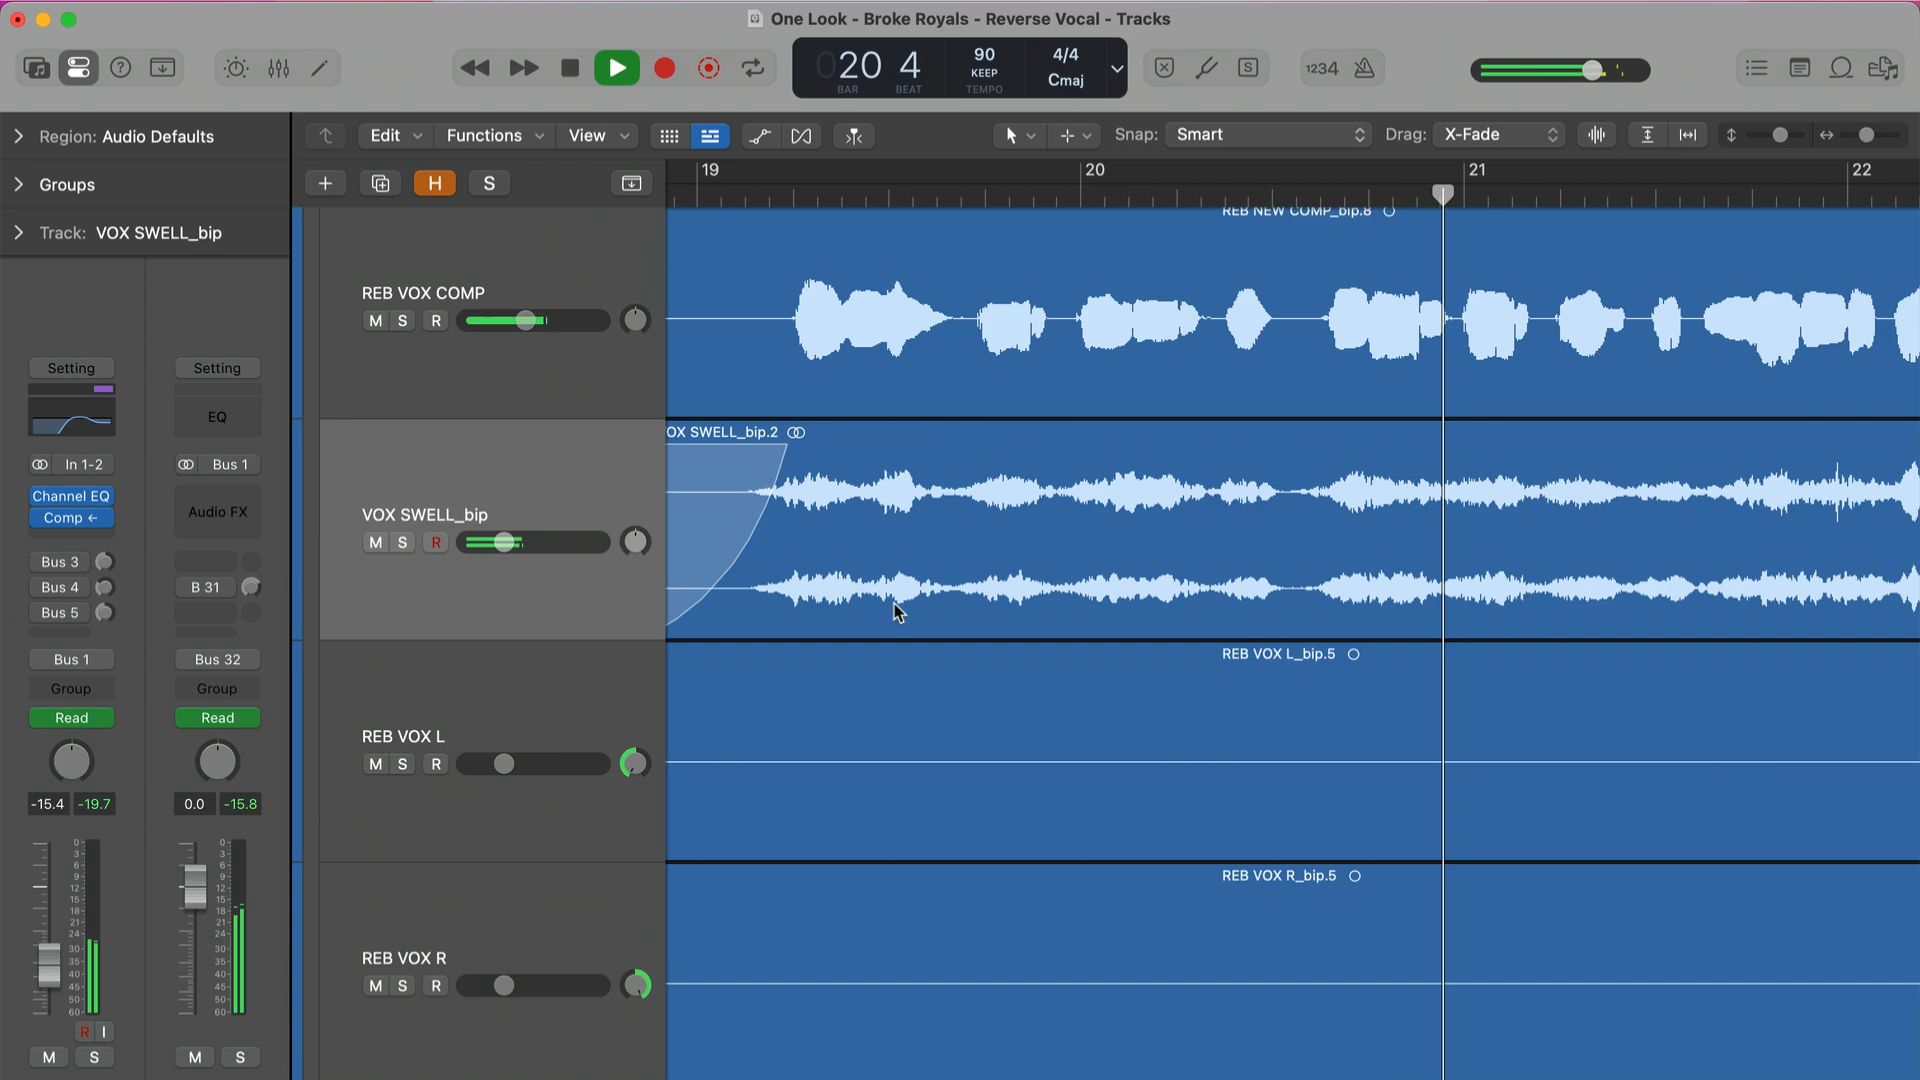 One Look - Broke Royals - Reverse Vocal - Tracks
20 4
BAR BEAT
90
KEEP
TEMPO
4/4
Cmaj
S
1234
Region: Audio Defaults
Edit
Functions
View
Snap: Smart
Drag: X-Fade
Groups
H
S
19
20
21
22
Track: VOX SWELL_bip
REB NEW COMP_bip.8
REB VOX COMP
M S R
Setting
Setting
EQ
In 1-2
Bus 1
Channel EQ
Comp
Audio FX
Bus 3
Bus 4
B 31
Bus 5
Bus 1
Bus 32
Group
Group
Read
Read
-15.4 -19.7
0.0 -15.8
0
3
6
9
12
15
18
21
24
30
35
40
45
50
60
0
3
6
9
12
15
18
21
24
30
35
40
45
50
60
R I
M S
M S
OX SWELL_bip.2
VOX SWELL_bip
M S R
REB VOX L_bip.5
REB VOX L
M S R
REB VOX R_bip.5
REB VOX R
M S R